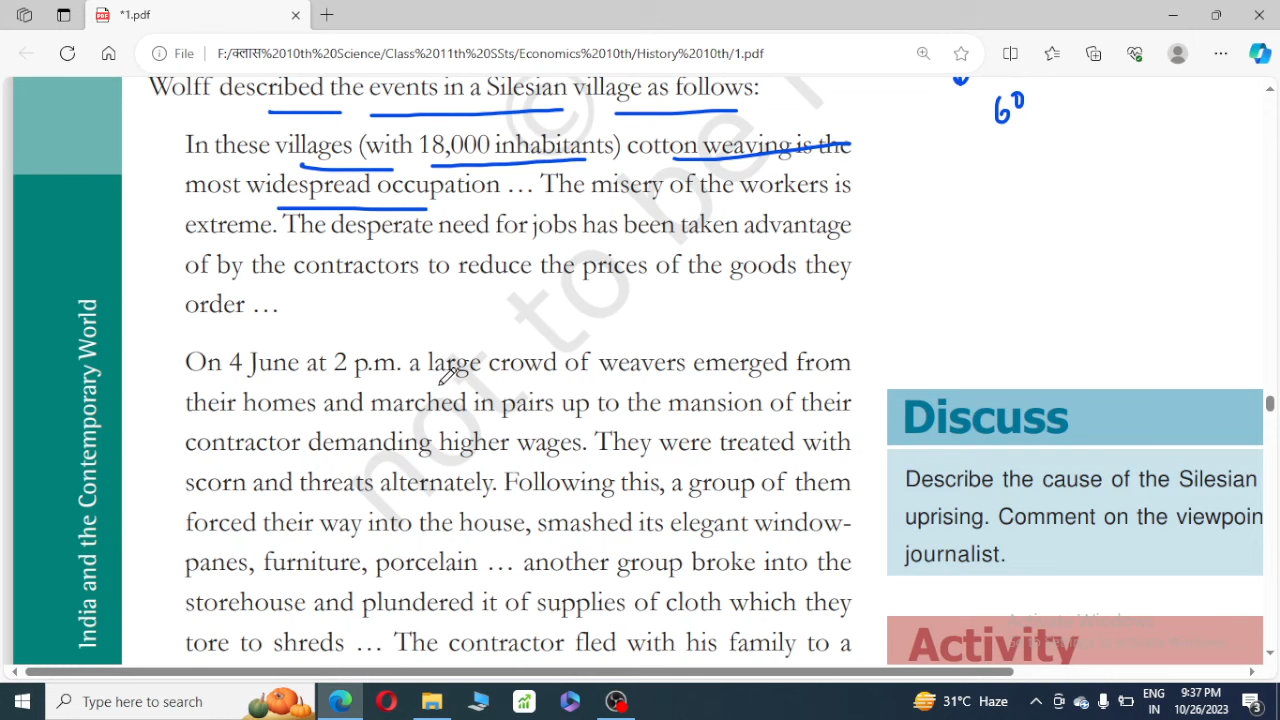 *1.pdf
File
F:/क्लास%2010th%20Science/Class%2011th%20SSts/Economics%2010th/History%2010th/1.pdf
Wolff described the events in a Silesian village as follows:
60
In these villages (with 18,000 inhabitants) cotton weaving is the
most widespread occupation … The misery of the workers is
extreme. The desperate need for jobs has been taken advantage
of by the contractors to reduce the prices of the goods they
order …
On 4 June at 2 p.m. a large crowd of weavers emerged from
their homes and marched in pairs up to the mansion of their
contractor demanding higher wages. They were treated with
scorn and threats alternately. Following this, a group of them
forced their way into the house, smashed its elegant window-
panes, furniture, porcelain … another group broke into the
storehouse and plundered it of supplies of cloth which they
tore to shreds … The contractor fled with his family to a
India and the Contemporary World
© not to be r
Discuss
Describe the cause of the Silesian
uprising. Comment on the viewpoin
journalist.
Activate Windows
Activity
Type here to search
31°C Haze
ENG
IN
9:37 PM
10/26/2023
3